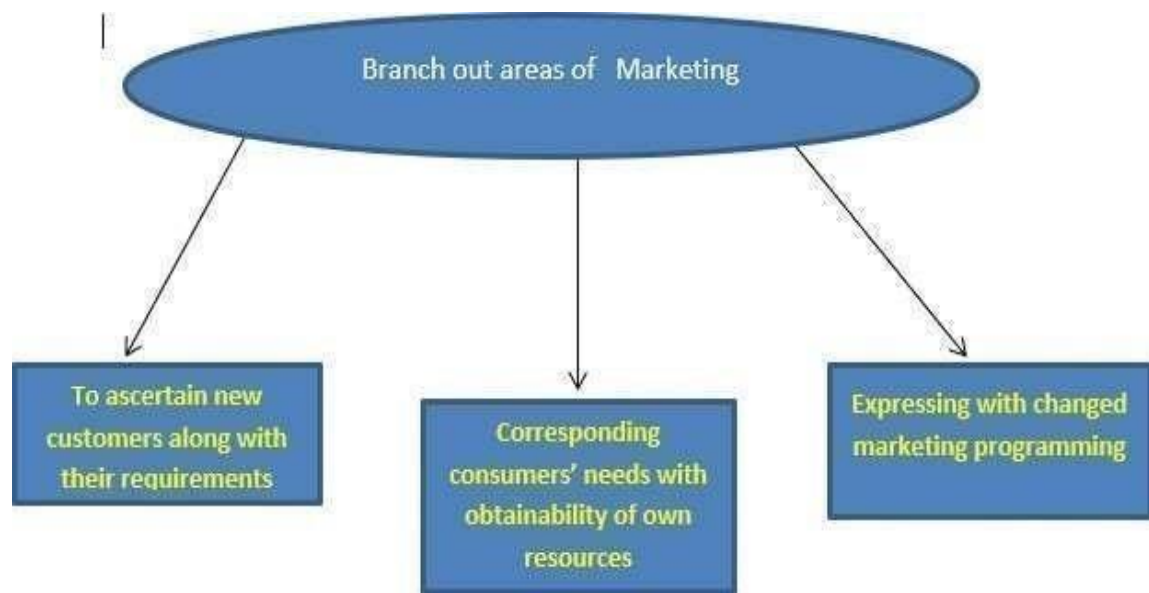 Branch out areas of Marketing
To ascertain new
customers along with
their requirements
Corresponding
consumers’ needs with
obtainability of own
resources
Expressing with changed
marketing programming